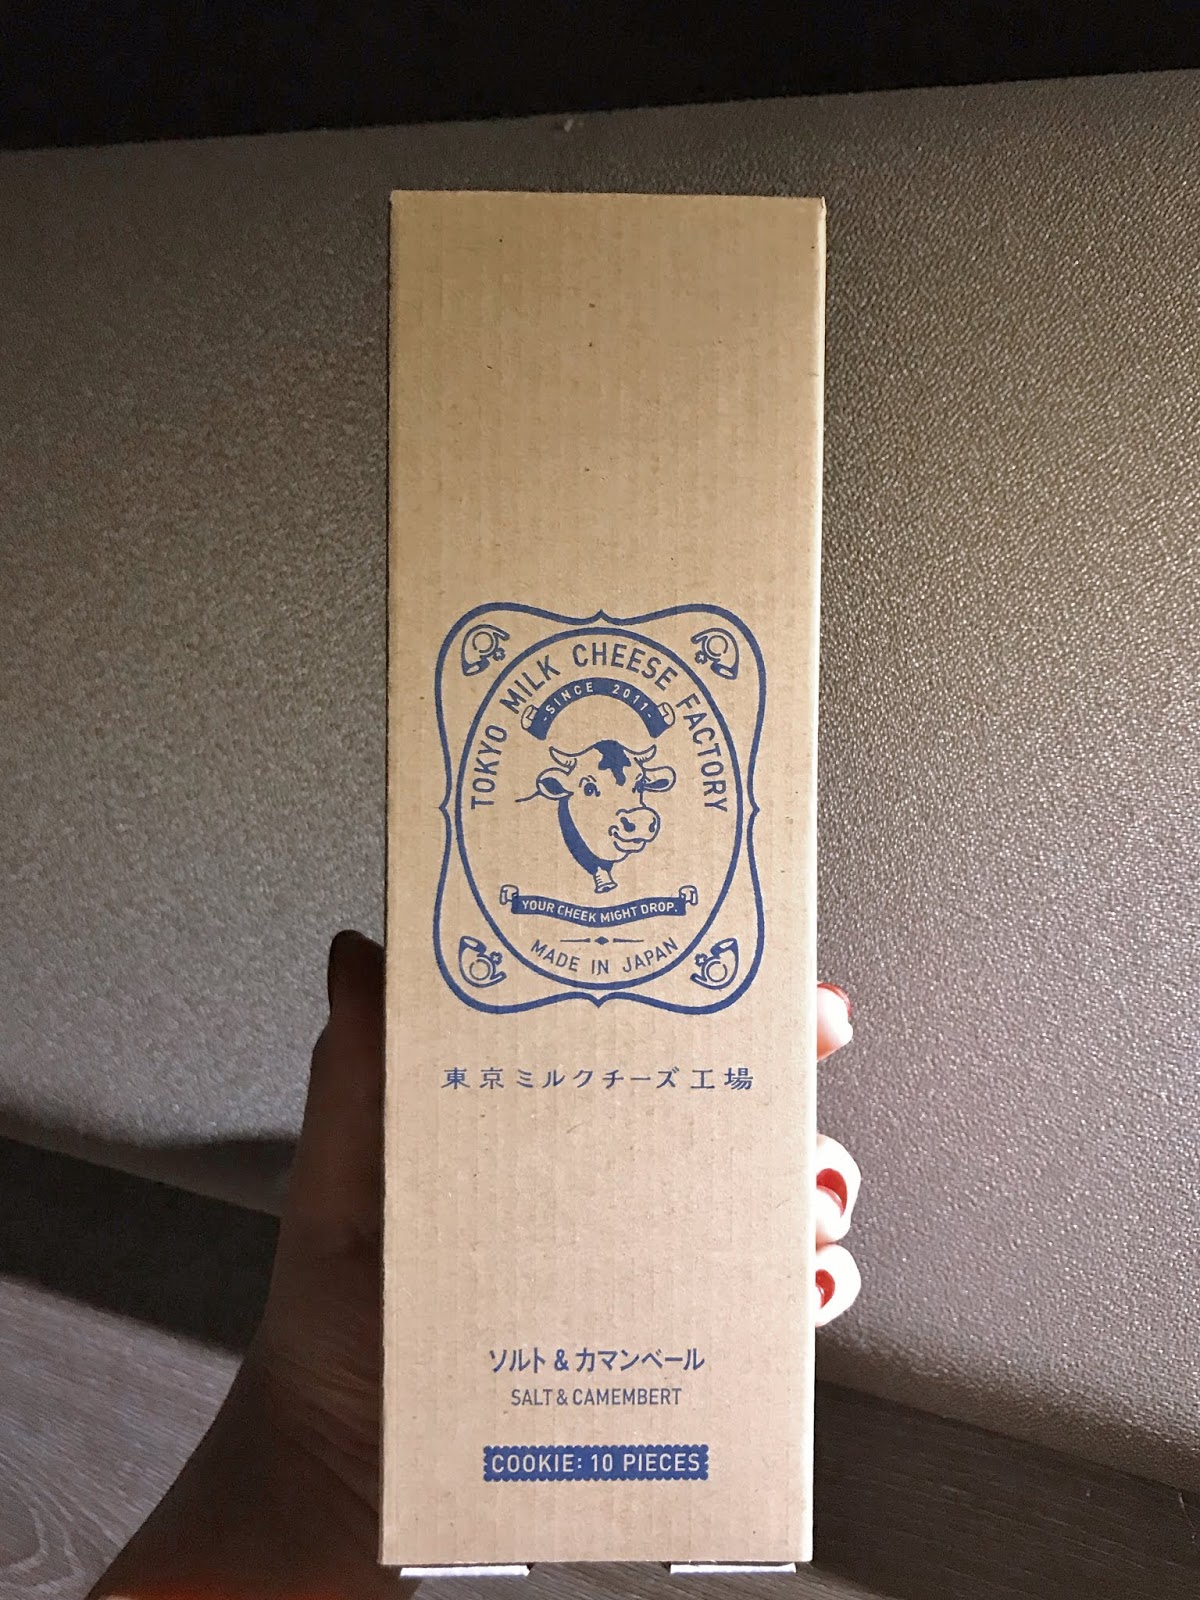 TOKYO MILK CHEESE FACTORY
-SINCE 2011-
YOUR CHEEK MIGHT DROP.
MADE IN JAPAN
東京ミルクチーズ工場
ソルト&カマンベール
SALT & CAMEMBERT
COOKIE: 10 PIECES